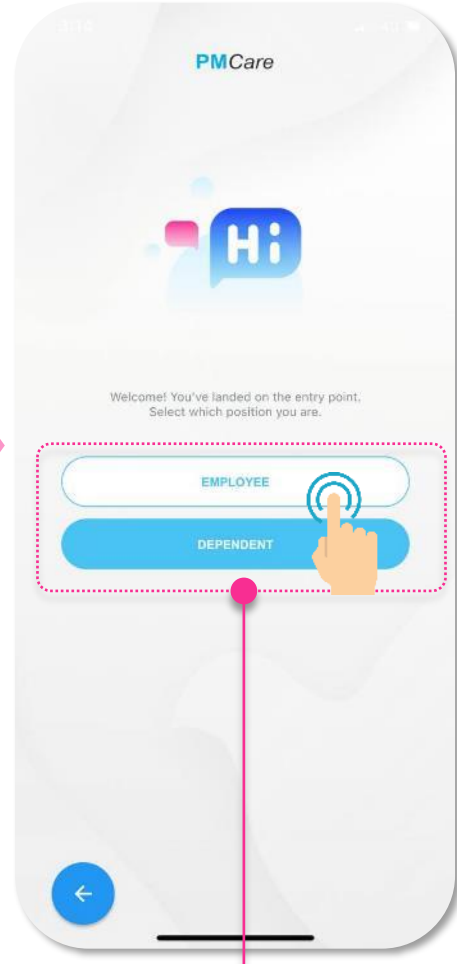 PMCare
Hi
Welcome! You've landed on the entry point.
Select which position you are.
EMPLOYEE
DEPENDENT